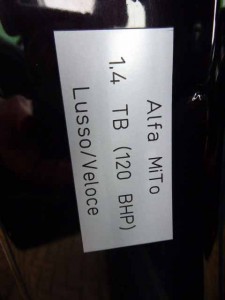 Alfa MiTo
1.4 TB (120 BHP)
Lusso/Veloce